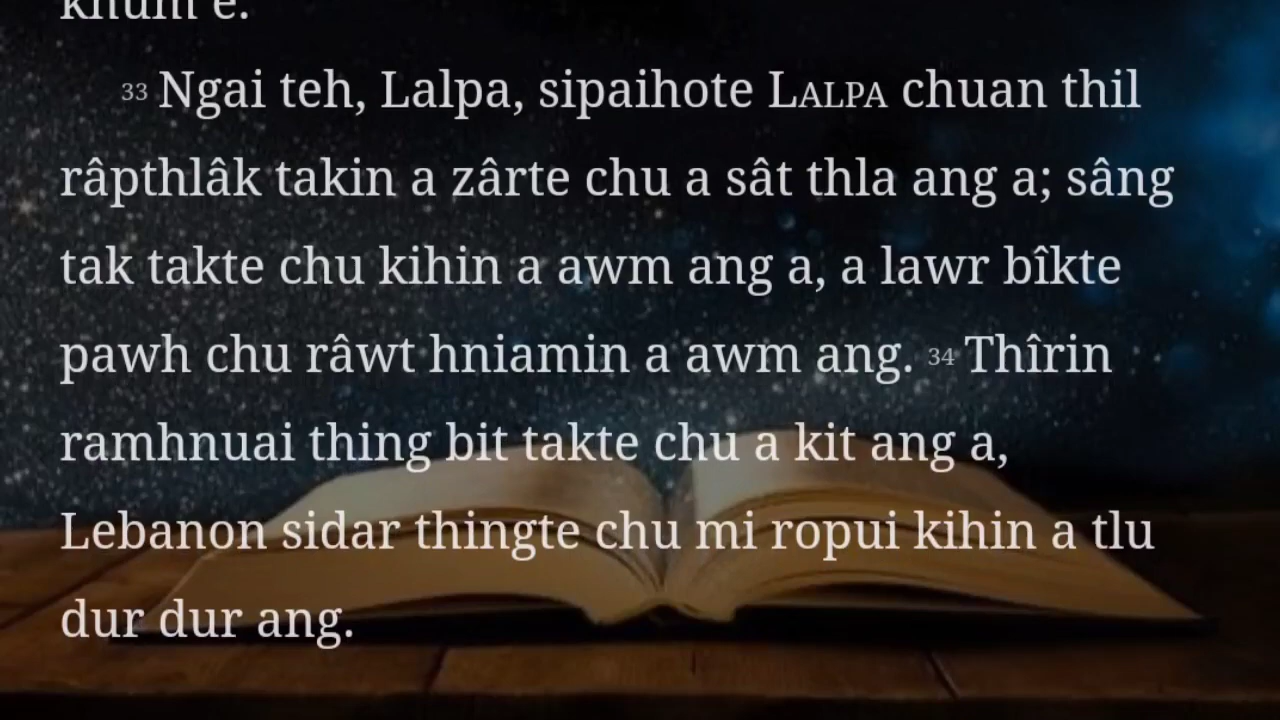 khum e.
33 Ngai teh, Lalpa, sipaihote LALPA chuan thil
râpthlâk takin a zârte chu a sât thla ang a; sâng
tak takte chu kihin a awm ang a, a lawr bîkte
pawh chu râwt hniamin a awm ang. 34 Thîrin
ramhnuai thing bit takte chu a kit ang a,
Lebanon sidar thingte chu mi ropui kihin a tlu
dur dur ang.